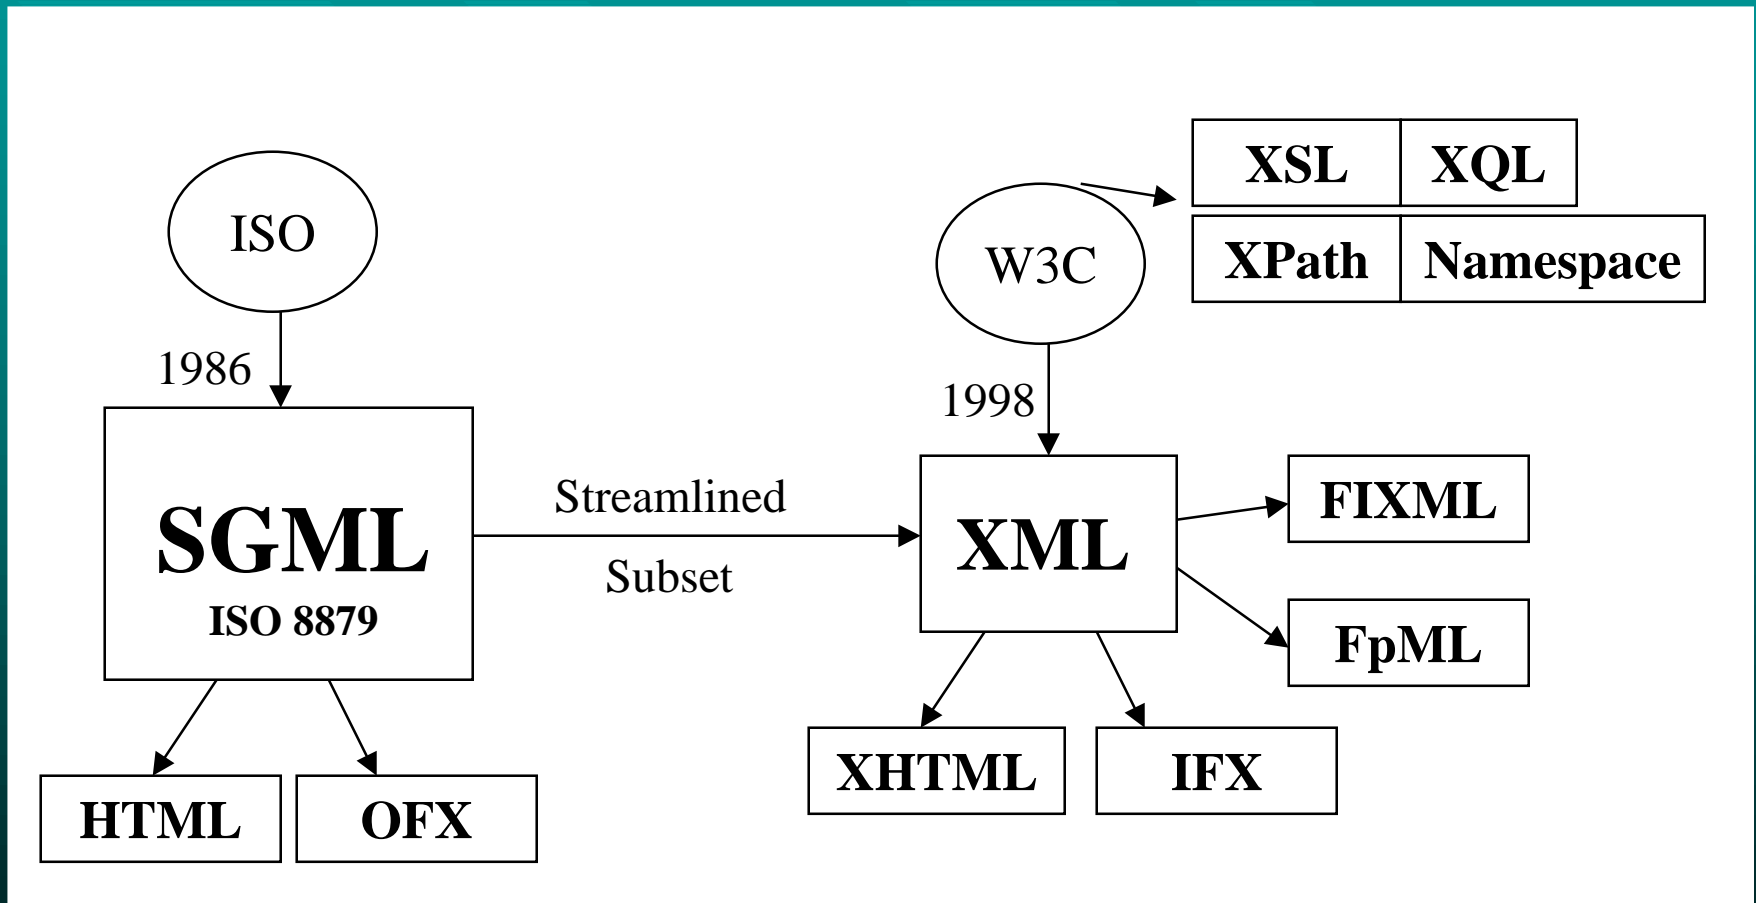 ISO
1986
SGML
ISO 8879
HTML
OFX
Streamlined
Subset
W3C
1998
XML
XSL
XQL
XPath
Namespace
FIXML
FpML
XHTML
IFX